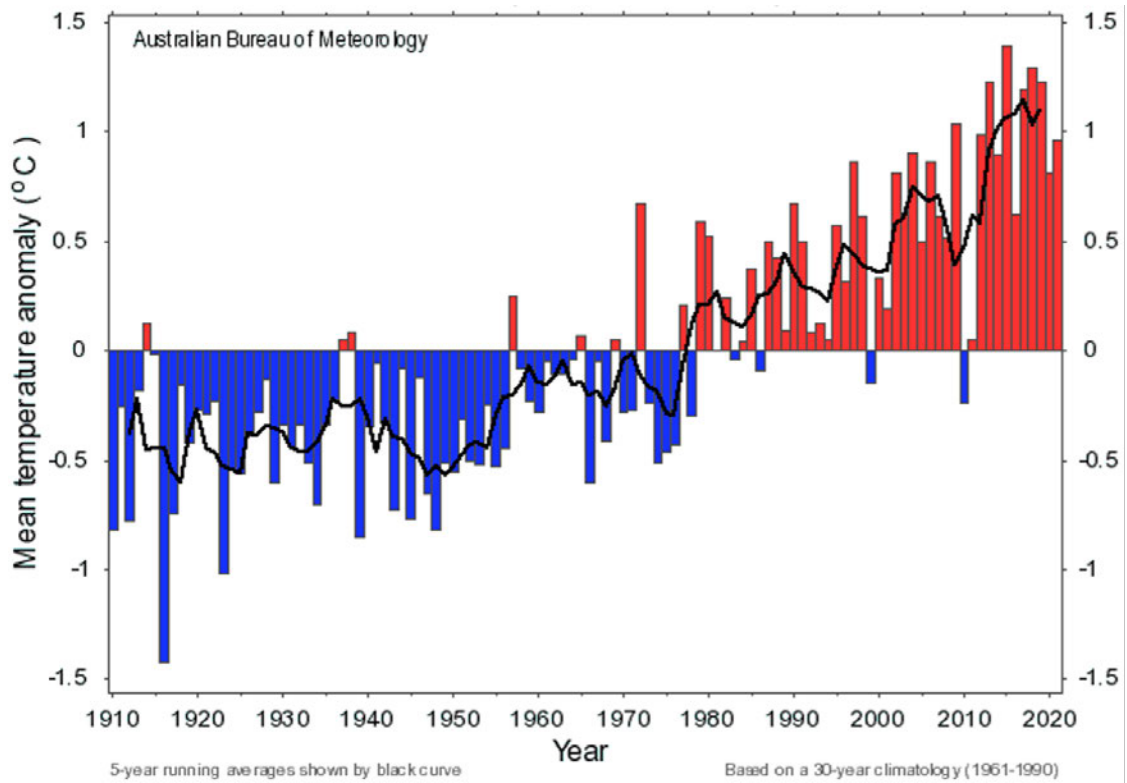 Australian Bureau of Meteorology
Mean temperature anomaly (°C)
1.5
1
0.5
0
-0.5
-1
-1.5
1.5
1
0.5
0
-0.5
-1
-1.5
1910 1920 1930 1940 1950 1960 1970 1980 1990 2000 2010 2020
Year
5-year running averages shown by black curve
Based on a 30-year climatology (1961-1990)